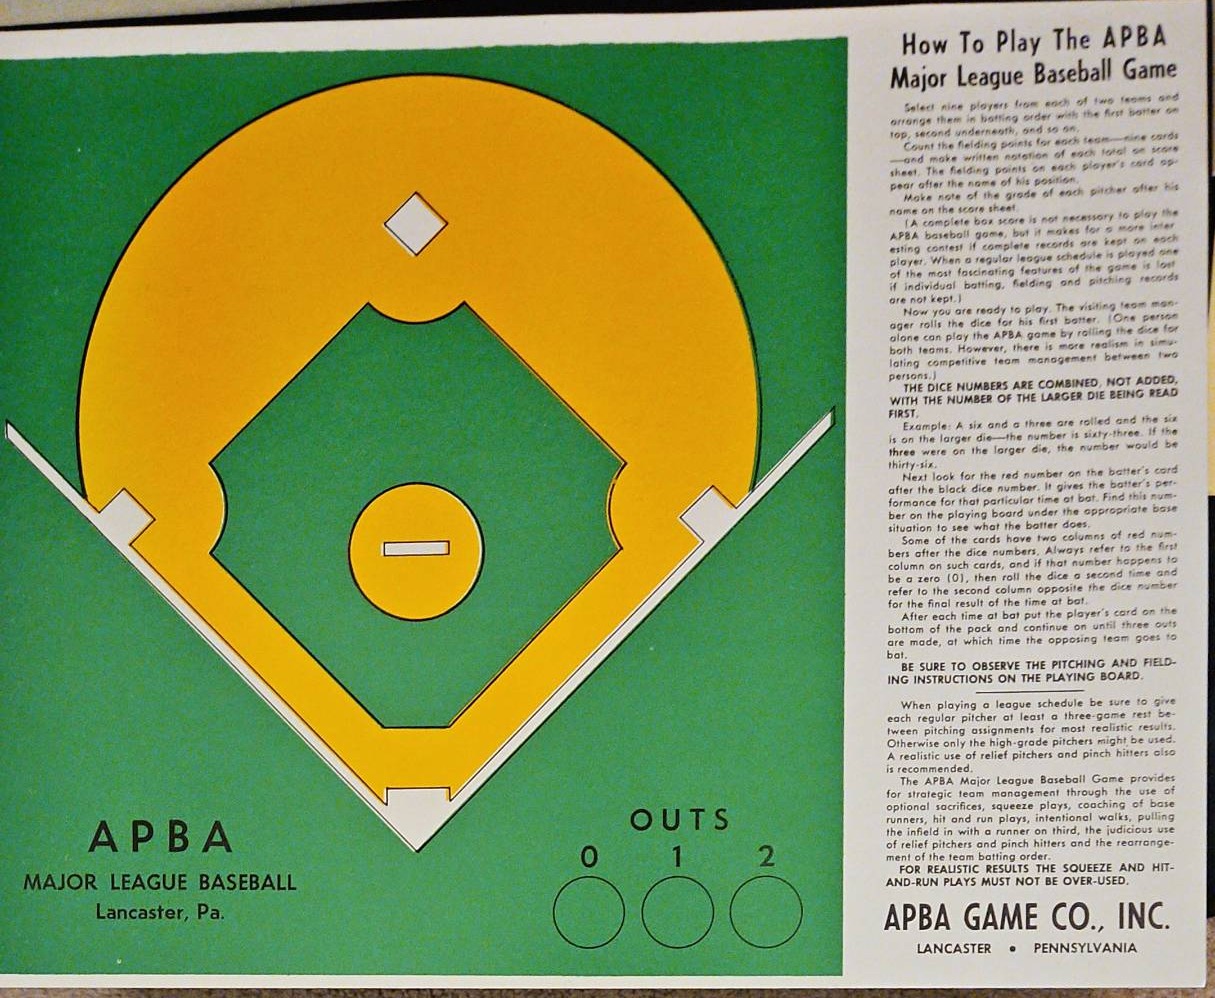 APBA
MAJOR LEAGUE BASEBALL
Lancaster, Pa.
OUTS
0 1 2
How To Play The APBA
Major League Baseball Game
Select nine players from each of two teams and
arrange them in batting order with the first batter on
top, second underneath, and so on.
Count the fielding points for each team—nine cards
—and make written notation of each total on score
sheet. The fielding points on each player's card ap-
pear after the name of his position.
Make note of the grade of each pitcher after his
name on the score sheet.
(A complete box score is not necessary to play the
APBA baseball game, but it makes for a more inter
esting contest if complete records are kept on each
player. When a regular league schedule is played one
of the most fascinating features of the game is lost
if individual batting, fielding and pitching records
are not kept.)
Now you are ready to play. The visiting team man-
ager rolls the dice for his first batter. (One person
alone can play the APBA game by rolling the dice for
both teams. However, there is more realism in simu-
lating competitive team management between two
persons.)
THE DICE NUMBERS ARE COMBINED, NOT ADDED,
WITH THE NUMBER OF THE LARGER DIE BEING READ
FIRST.
Example: A six and a three are rolled and the six
is on the larger die—the number is sixty-three. If the
three were on the larger die, the number would be
thirty-six.
Next look for the red number on the batter's card
after the black dice number. It gives the batter's per-
formance for that particular time at bat. Find this num-
ber on the playing board under the appropriate base
situation to see what the batter does.
Some of the cards have two columns of red num-
bers after the dice numbers. Always refer to the first
column on such cards, and if that number happens to
be a zero (0), then roll the dice a second time and
refer to the second column opposite the dice number
for the final result of the time at bat.
After each time at bat put the player's card on the
bottom of the pack and continue on until three outs
are made, at which time the opposing team goes to
bat.
BE SURE TO OBSERVE THE PITCHING AND FIELD-
ING INSTRUCTIONS ON THE PLAYING BOARD.
When playing a league schedule be sure to give
each regular pitcher at least a three-game rest be-
tween pitching assignments for most realistic results.
Otherwise only the high-grade pitchers might be used.
A realistic use of relief pitchers and pinch hitters also
is recommended.
The APBA Major League Baseball Game provides
for strategic team management through the use of
optional sacrifices, squeeze plays, coaching of base
runners, hit and run plays, intentional walks, pulling
the infield in with a runner on third, the judicious use
of relief pitchers and pinch hitters and the rearrange-
ment of the team batting order.
FOR REALISTIC RESULTS THE SQUEEZE AND HIT-
AND-RUN PLAYS MUST NOT BE OVER-USED.
APBA GAME CO., INC.
LANCASTER • PENNSYLVANIA